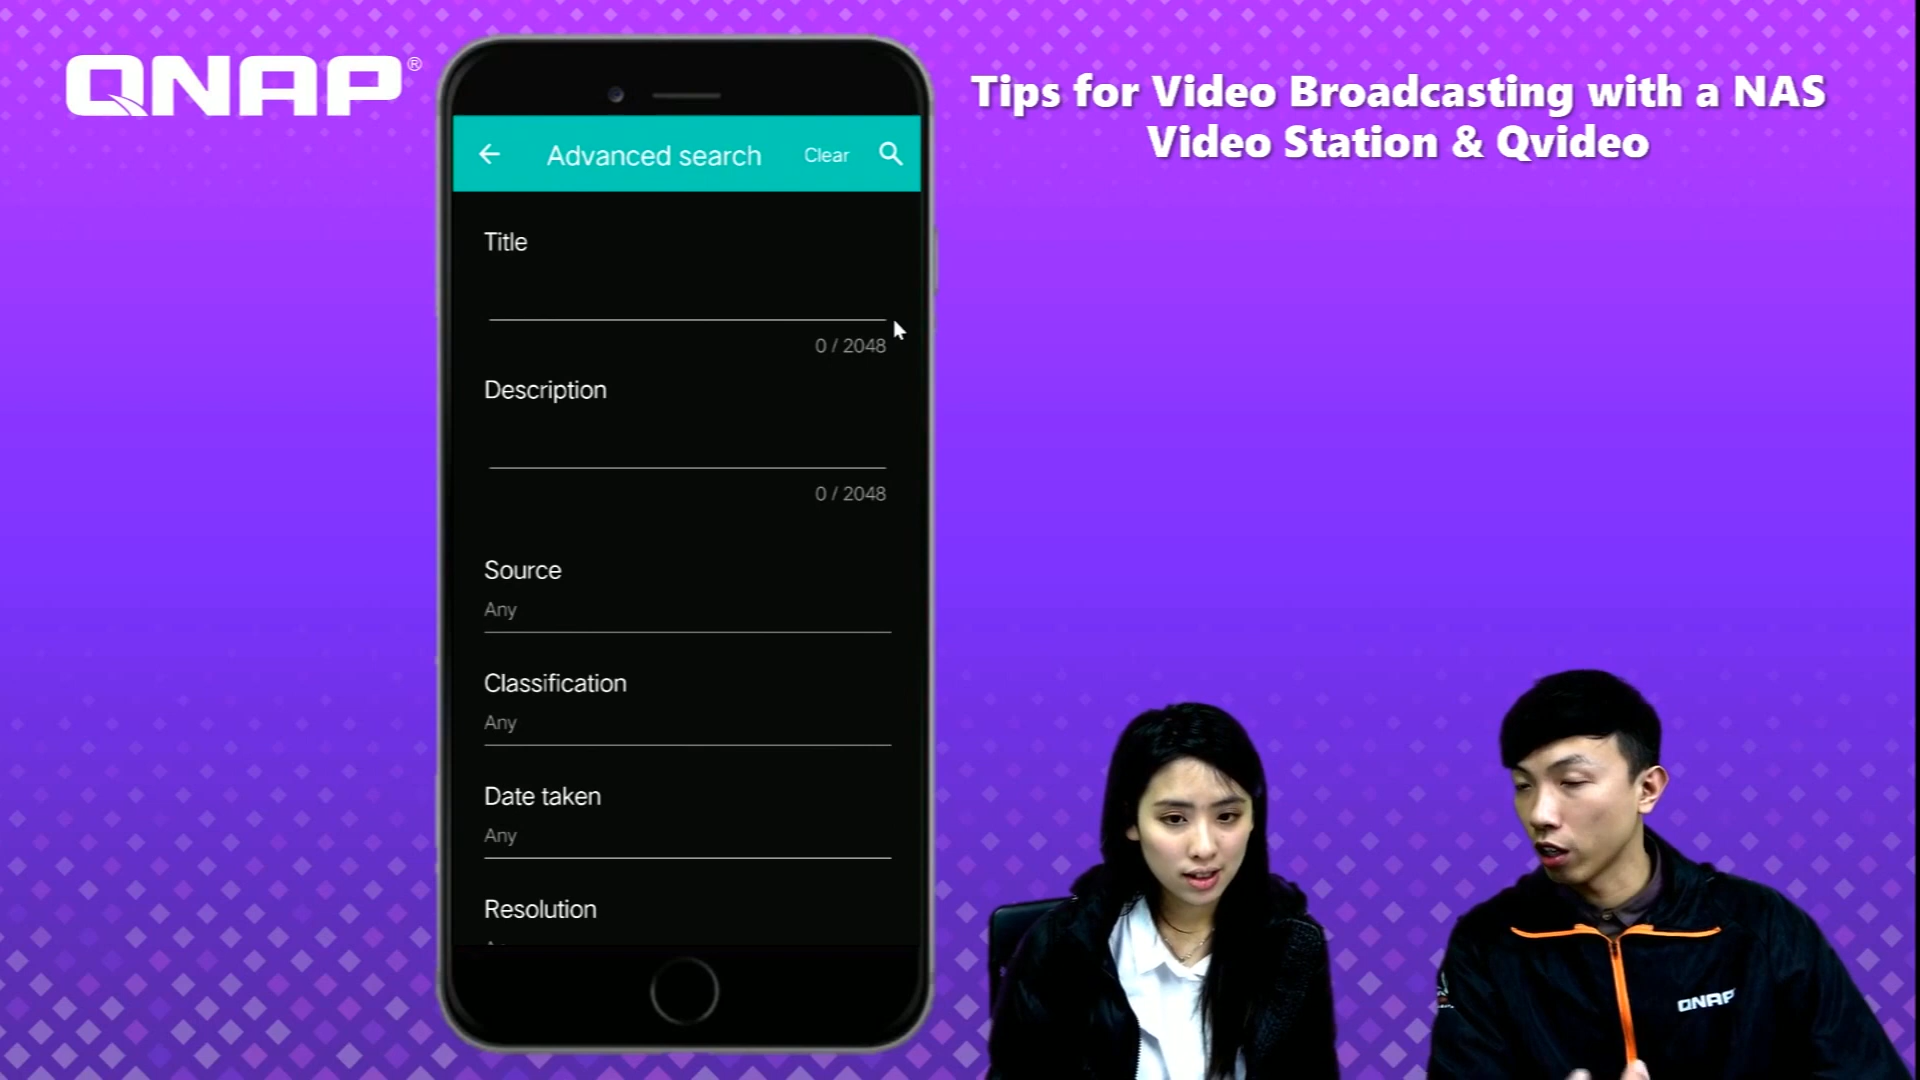 QNAP®
Tips for Video Broadcasting with a NAS
Video Station & Qvideo
Advanced search
Clear
Title
0 / 2048
Description
0 / 2048
Source
Any
Classification
Any
Date taken
Any
Resolution
QNAP